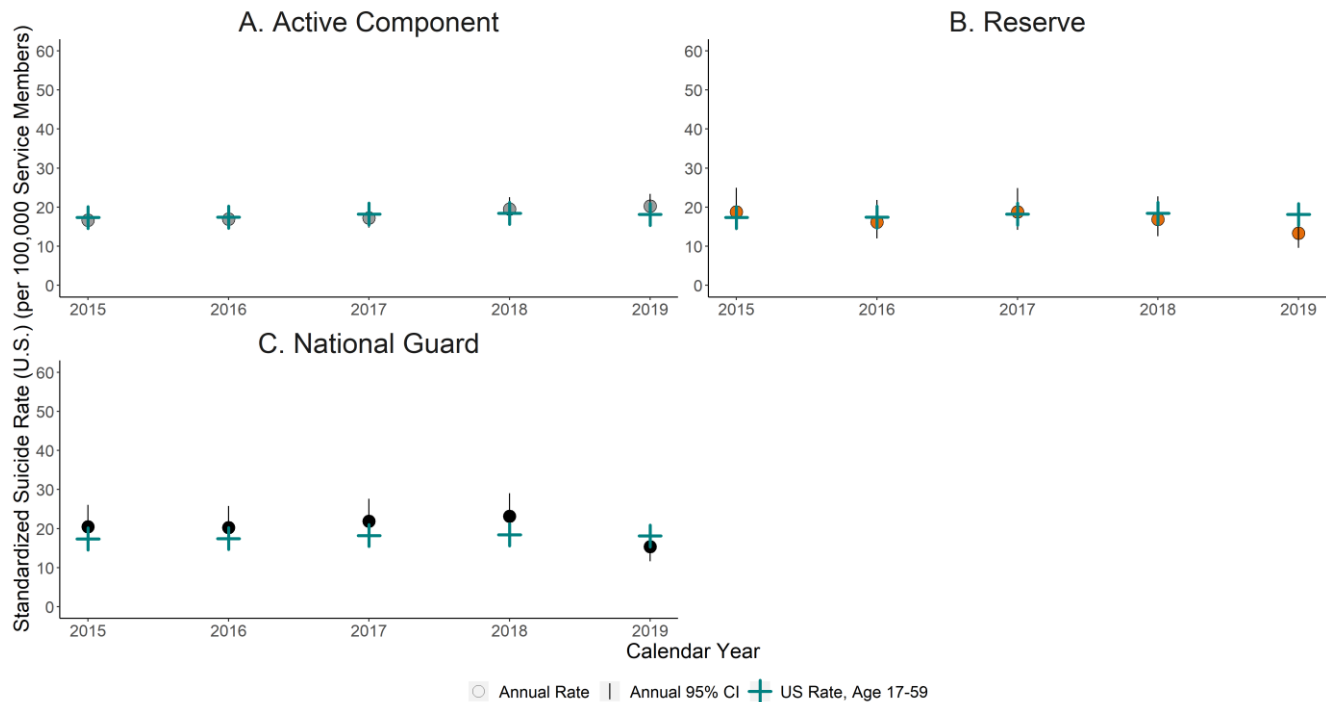 Standardized Suicide Rate (U.S.) (per 100,000 Service Members)
A. Active Component
60
50
40
30
20
10
0
2015 2016 2017 2018 2019
B. Reserve
60
50
40
30
20
10
0
2015 2016 2017 2018 2019
C. National Guard
60
50
40
30
20
10
0
2015 2016 2017 2018 2019
Calendar Year
Annual Rate Annual 95% CI US Rate, Age 17-59